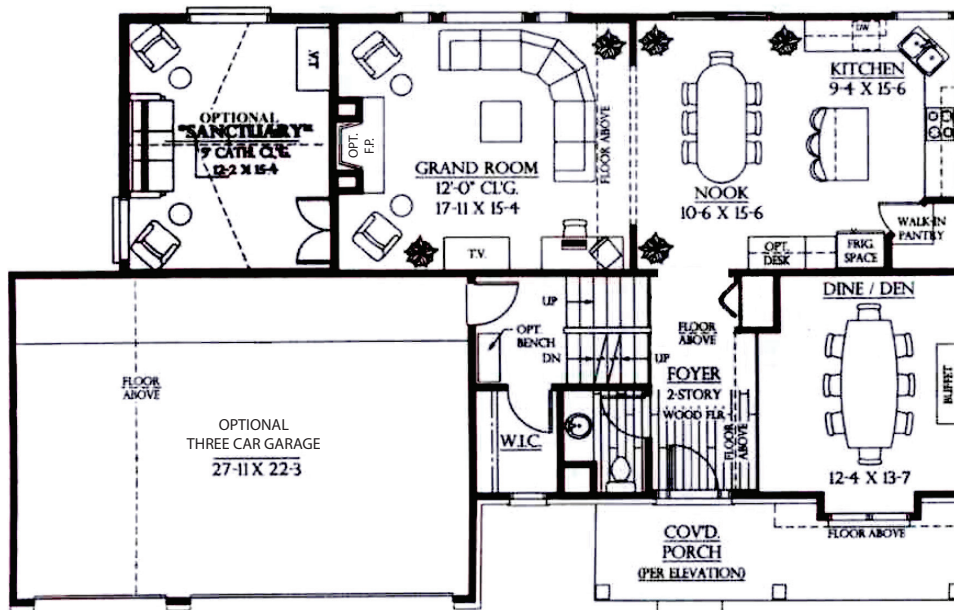 OPTIONAL
"SANCTUARY"
9' CATH. CL'G.
12-2 X 15-4
V.T.
OPT.
F.P.
GRAND ROOM
12'-0" CL'G.
17-11 X 15-4
T.V.
FLOOR ABOVE
NOOK
10-6 X 15-6
DW
KITCHEN
9-4 X 15-6
WALK-IN
PANTRY
OPT.
DESK
FRIG.
SPACE
FLOOR
ABOVE
OPTIONAL
THREE CAR GARAGE
27-11 X 22-3
UP
OPT.
BENCH
DN
UP
W.I.C.
FLOOR
ABOVE
FOYER
2-STORY
WOOD FLR.
FLOOR
ABOVE
DINE / DEN
BUFFET
12-4 X 13-7
FLOOR ABOVE
COV'D.
PORCH
(PER ELEVATION)